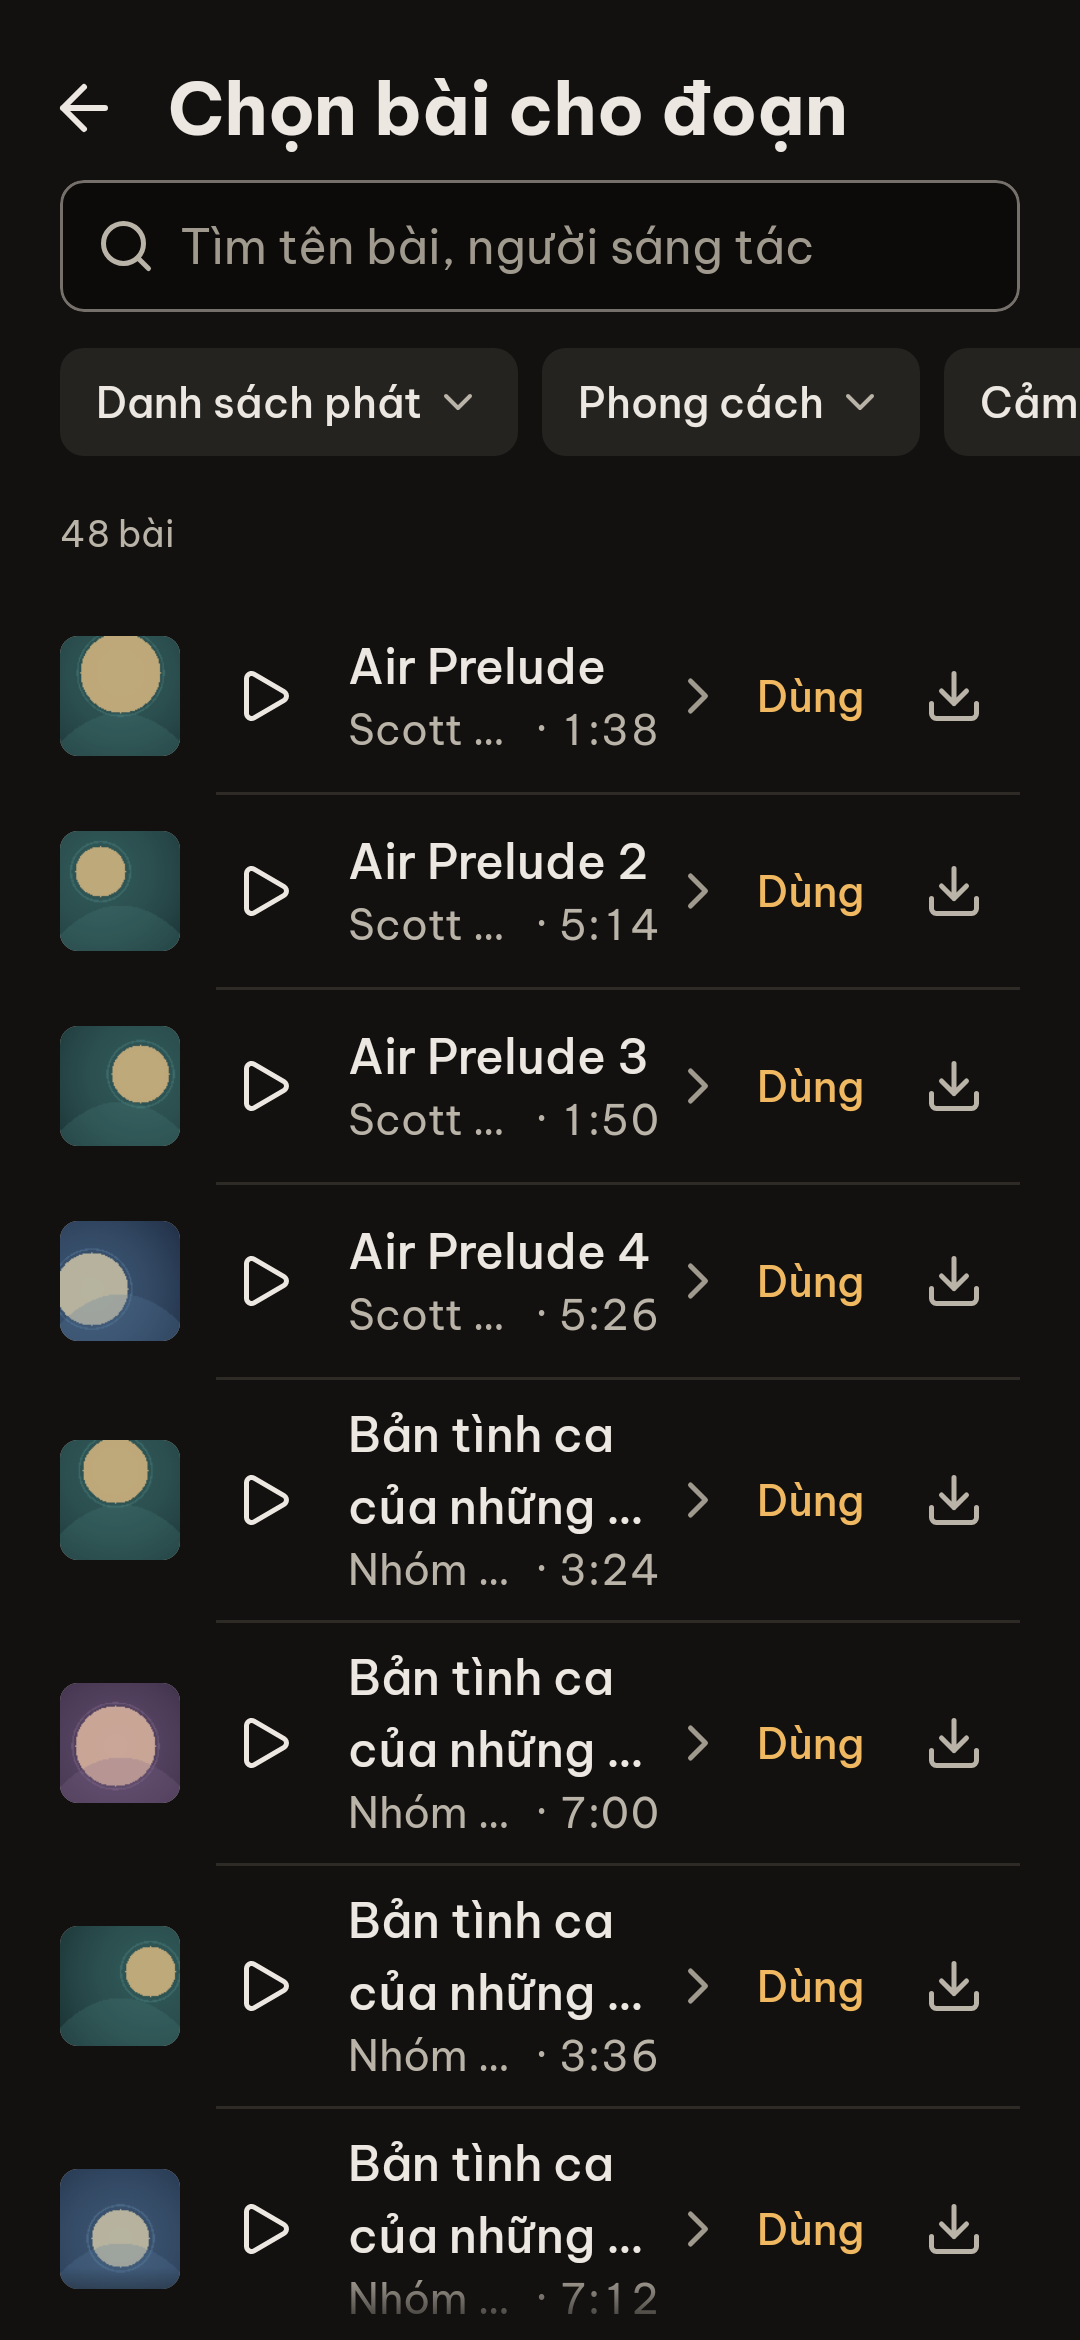 Chọn bài cho đoạn
Tìm tên bài, người sáng tác
Danh sách phát
Phong cách
Cảm
48 bài
Air Prelude
Scott ... · 1:38
Dùng
Air Prelude 2
Scott ... · 5:14
Dùng
Air Prelude 3
Scott ... · 1:50
Dùng
Air Prelude 4
Scott ... · 5:26
Dùng
Bản tình ca
của những ...
Nhóm ... · 3:24
Dùng
Bản tình ca
của những ...
Nhóm ... · 7:00
Dùng
Bản tình ca
của những ...
Nhóm ... · 3:36
Dùng
Bản tình ca
của những ...
Nhóm ... · 7:12
Dùng